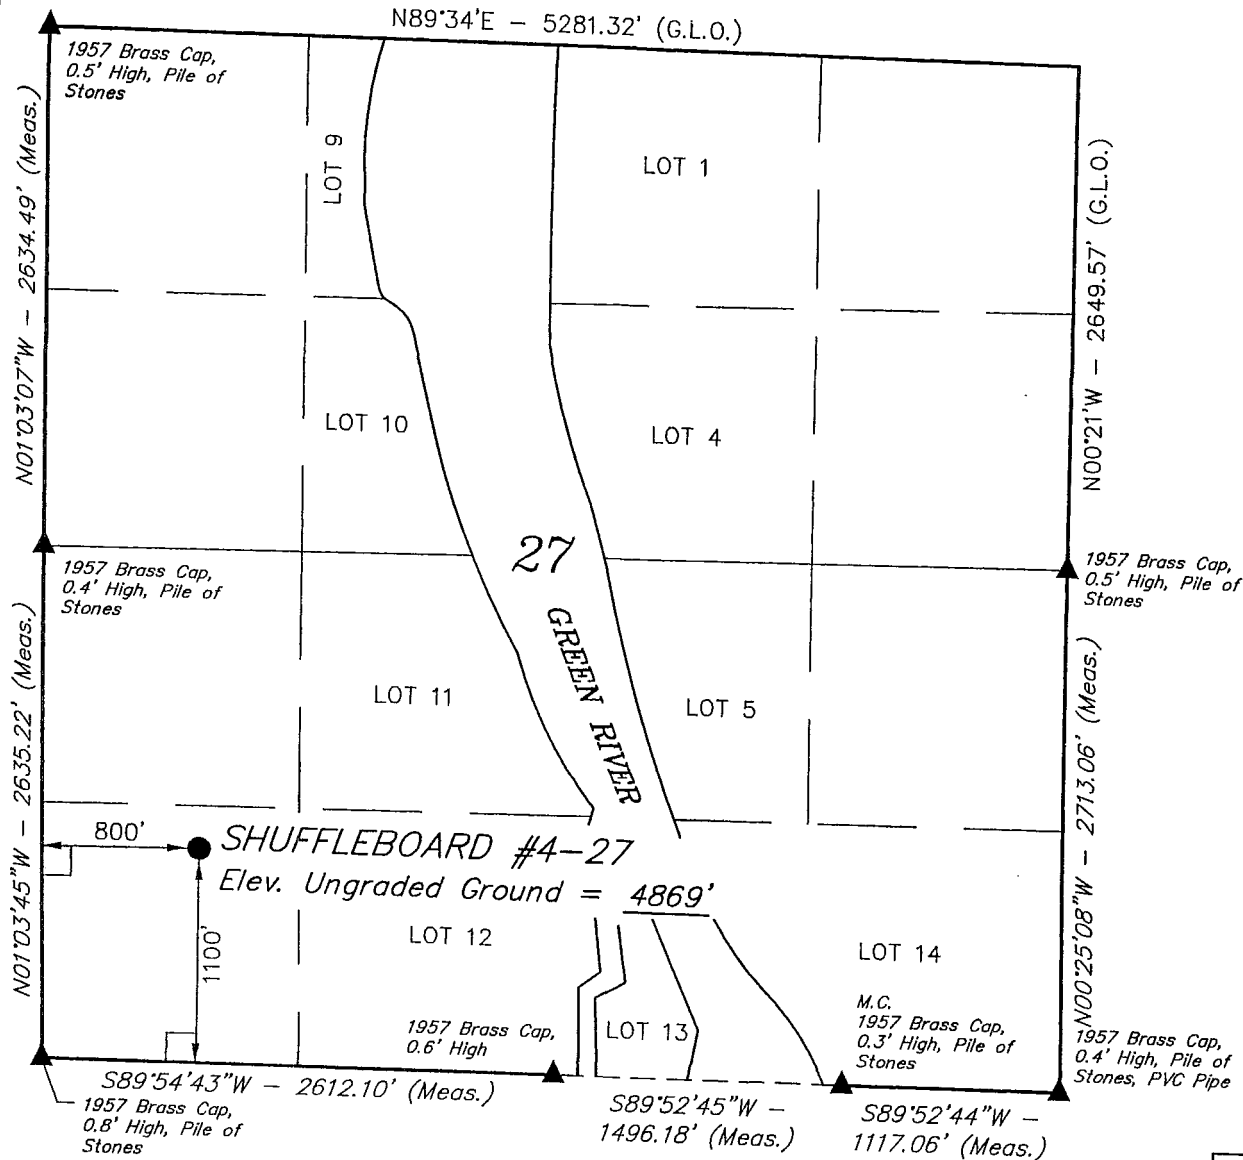 N89°34'E - 5281.32' (G.L.O.)
1957 Brass Cap,
0.5' High, Pile of
Stones
N01°03'07"W - 2634.49' (Meas.)
LOT 9
LOT 1
N00°21'W - 2649.57' (G.L.O.)
LOT 10
LOT 4
27
1957 Brass Cap,
0.4' High, Pile of
Stones
1957 Brass Cap,
0.5' High, Pile of
Stones
GREEN RIVER
N01°03'45"W - 2635.22' (Meas.)
LOT 11
LOT 5
N00°25'08"W - 2713.06' (Meas.)
800'
SHUFFLEBOARD #4-27
Elev. Ungraded Ground = 4869'
1100'
LOT 12
LOT 14
LOT 13
1957 Brass Cap,
0.6' High
M.C.
1957 Brass Cap,
0.3' High, Pile of
Stones
1957 Brass Cap,
0.4' High, Pile of
Stones, PVC Pipe
S89°54'43"W - 2612.10' (Meas.)
1957 Brass Cap,
0.8' High, Pile of
Stones
S89°52'45"W -
1496.18' (Meas.)
S89°52'44"W -
1117.06' (Meas.)